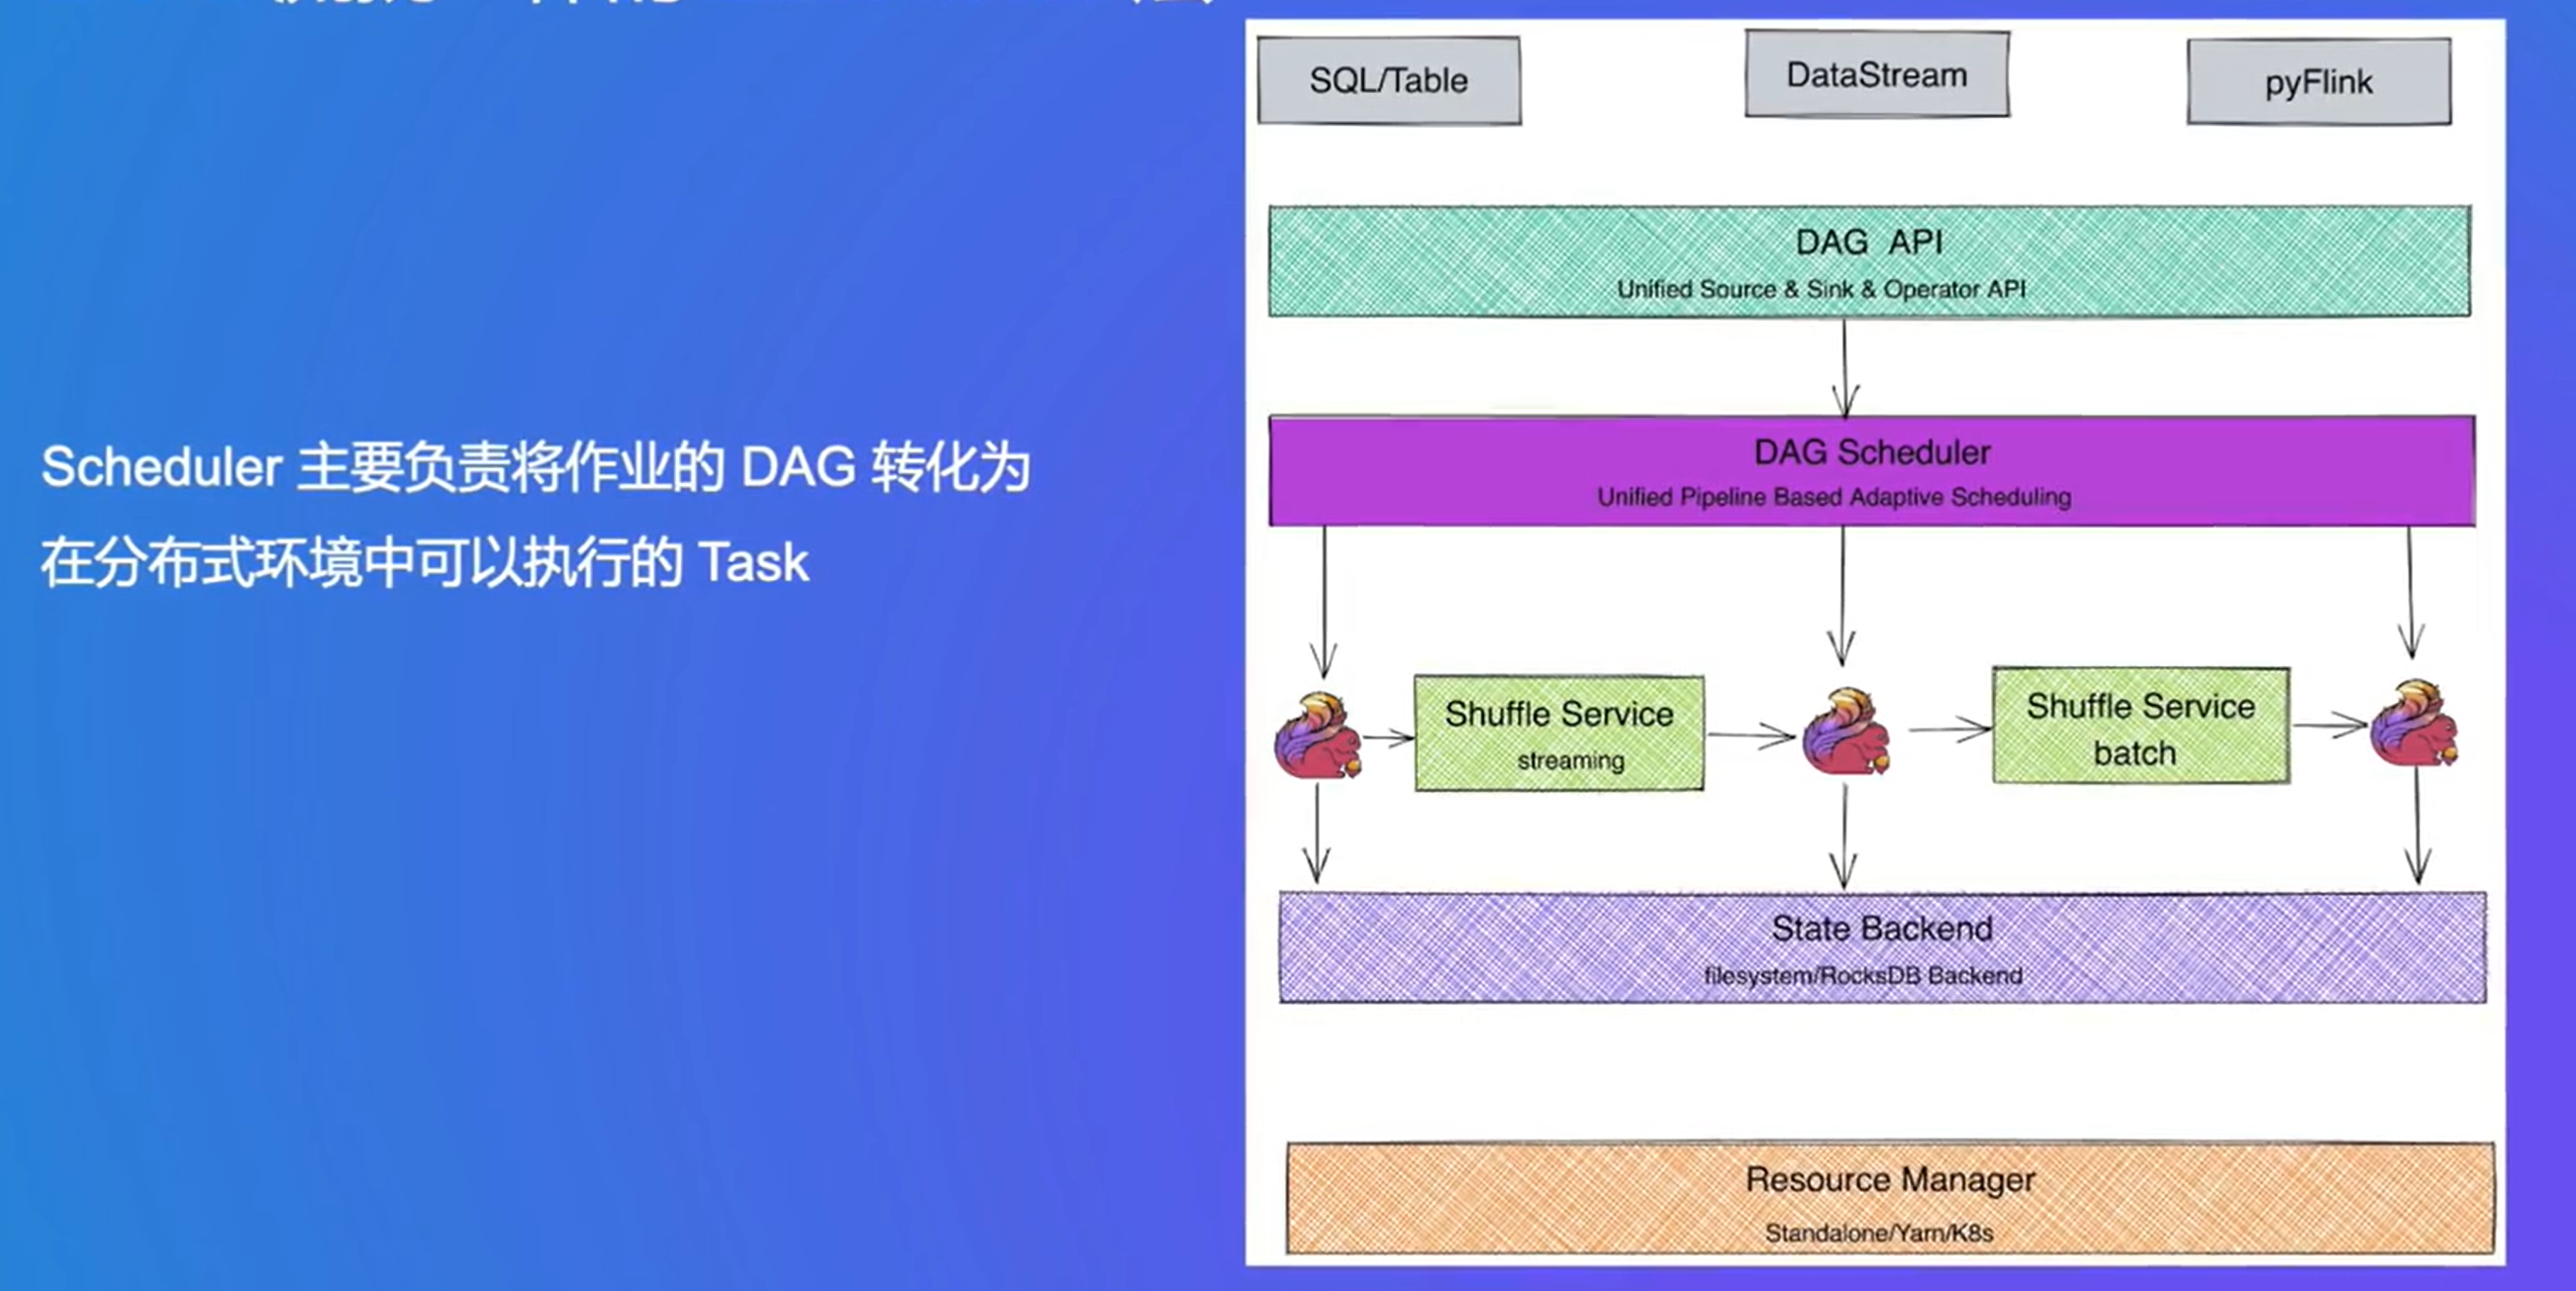 Scheduler 主要负责将作业的 DAG 转化为
在分布式环境中可以执行的 Task
SQL/Table
DataStream
pyFlink
DAG API
Unified Source & Sink & Operator API
DAG Scheduler
Unified Pipeline Based Adaptive Scheduling
Shuffle Service
streaming
Shuffle Service
batch
State Backend
filesystem/RocksDB Backend
Resource Manager
Standalone/Yarn/K8s